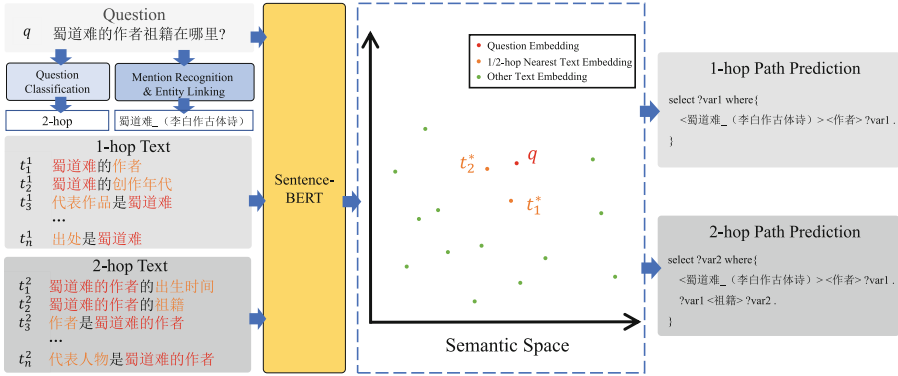 Question
q 蜀道难的作者祖籍在哪里?
Question
Classification
Mention Recognition
& Entity Linking
2-hop
蜀道难_（李白作古体诗）
1-hop Text
t₁¹ 蜀道难的作者
t₂¹ 蜀道难的创作年代
t₃¹ 代表作品是蜀道难
...
tₙ¹ 出处是蜀道难
2-hop Text
t₁² 蜀道难的作者的出生时间
t₂² 蜀道难的作者的祖籍
t₃² 作者是蜀道难的作者
...
tₙ² 代表人物是蜀道难的作者
Sentence-
BERT
Question Embedding
1/2-hop Nearest Text Embedding
Other Text Embedding
q
t₂*
t₁*
Semantic Space
1-hop Path Prediction
select ?var1 where{
<蜀道难_（李白作古体诗）> <作者> ?var1 .
}
2-hop Path Prediction
select ?var2 where{
<蜀道难_（李白作古体诗）> <作者> ?var1 .
?var1 <祖籍> ?var2 .
}